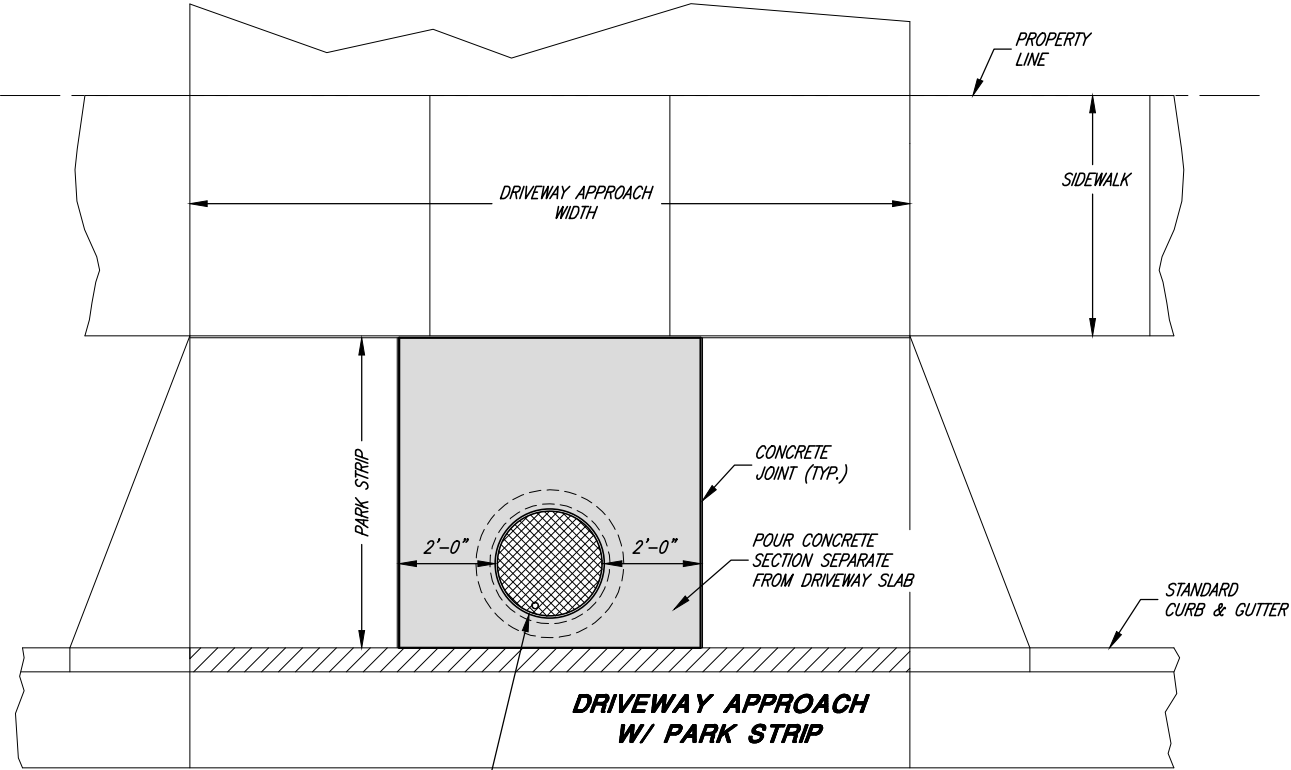 PROPERTY
LINE
SIDEWALK
DRIVEWAY APPROACH
WIDTH
PARK STRIP
CONCRETE
JOINT (TYP.)
2'-0"
2'-0"
POUR CONCRETE
SECTION SEPARATE
FROM DRIVEWAY SLAB
STANDARD
CURB & GUTTER
DRIVEWAY APPROACH
W/ PARK STRIP